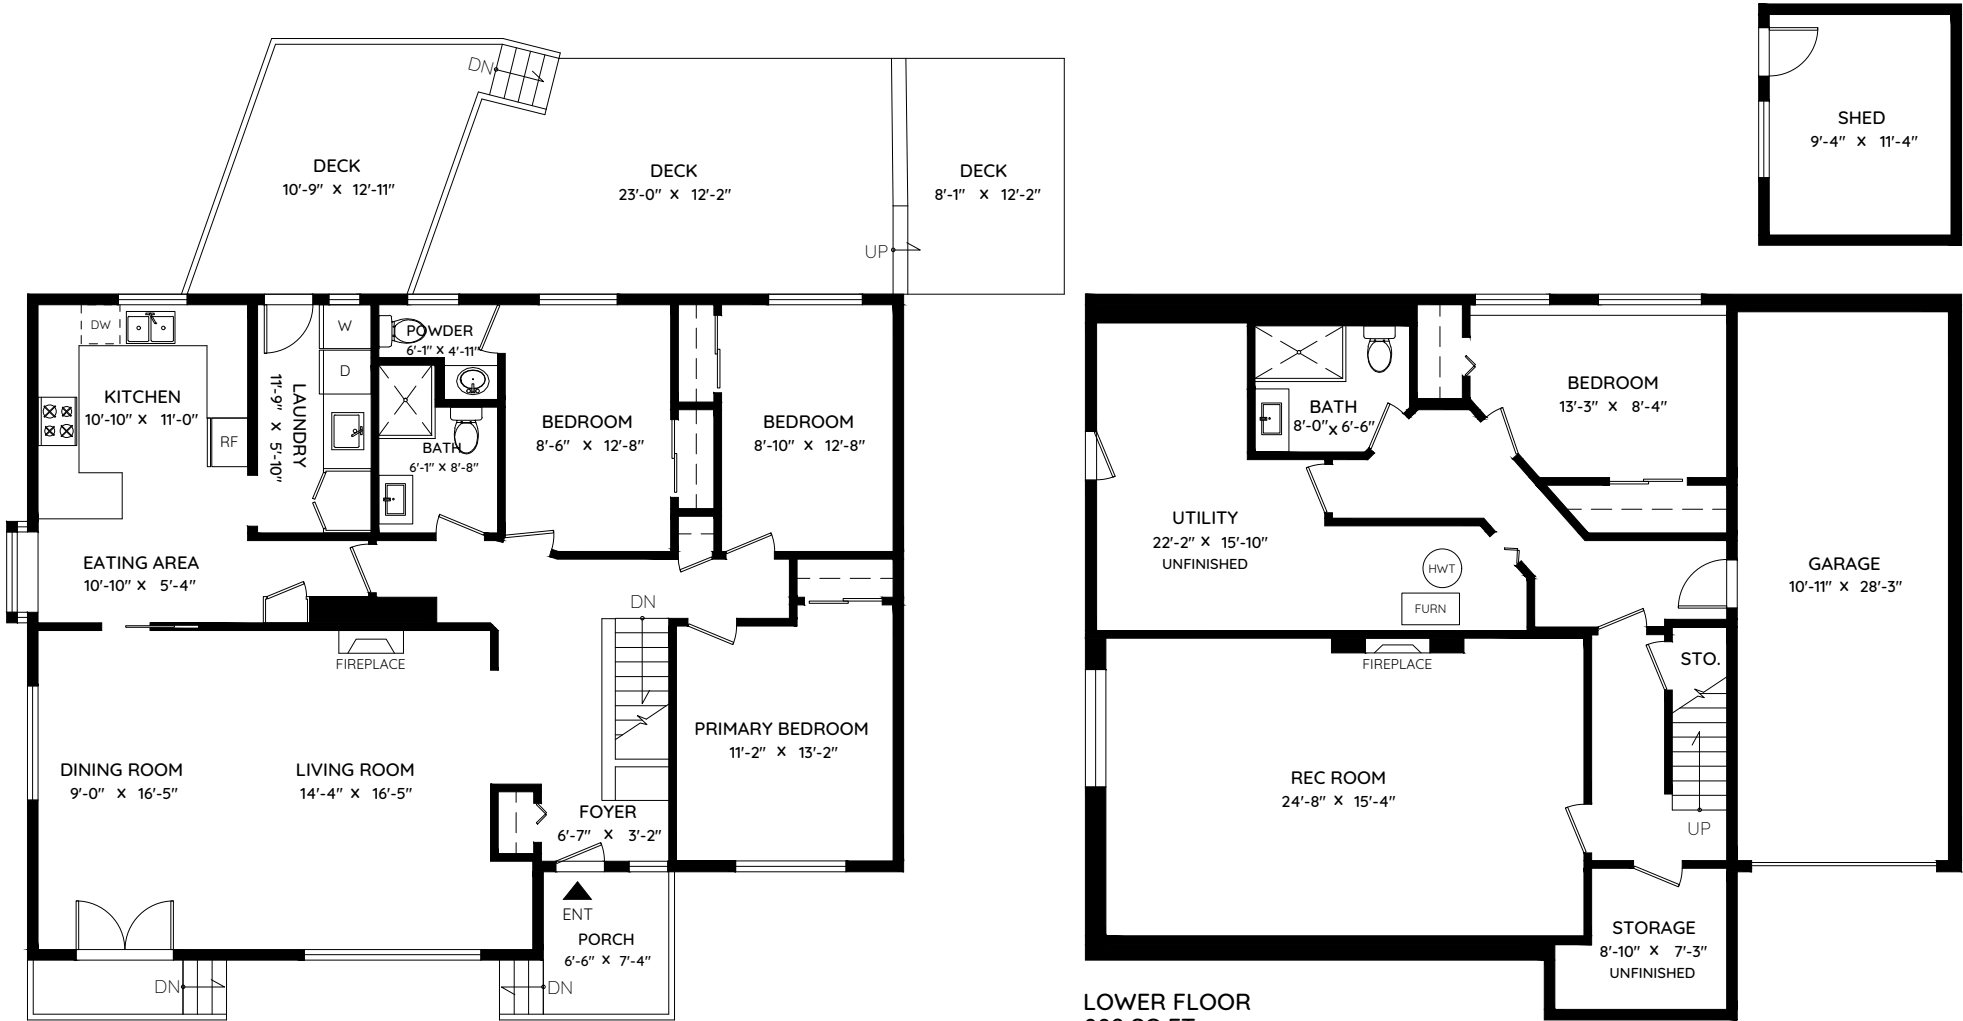 DN
DECK
10'-9" X 12'-11"
DECK
23'-0" X 12'-2"
DECK
8'-1" X 12'-2"
UP
SHED
9'-4" X 11'-4"
DW
W
D
POWDER
6'-1" X 4'-11"
KITCHEN
10'-10" X 11'-0"
RF
LAUNDRY
11'-9" X 5'-10"
BATH
6'-1" X 8'-8"
BEDROOM
8'-6" X 12'-8"
BEDROOM
8'-10" X 12'-8"
EATING AREA
10'-10" X 5'-4"
DN
FIREPLACE
PRIMARY BEDROOM
11'-2" X 13'-2"
DINING ROOM
9'-0" X 16'-5"
LIVING ROOM
14'-4" X 16'-5"
FOYER
6'-7" X 3'-2"
ENT
PORCH
6'-6" X 7'-4"
DN
DN
BATH
8'-0" X 6'-6"
BEDROOM
13'-3" X 8'-4"
UTILITY
22'-2" X 15'-10"
UNFINISHED
HWT
FURN
GARAGE
10'-11" X 28'-3"
FIREPLACE
STO.
REC ROOM
24'-8" X 15'-4"
UP
STORAGE
8'-10" X 7'-3"
UNFINISHED
LOWER FLOOR